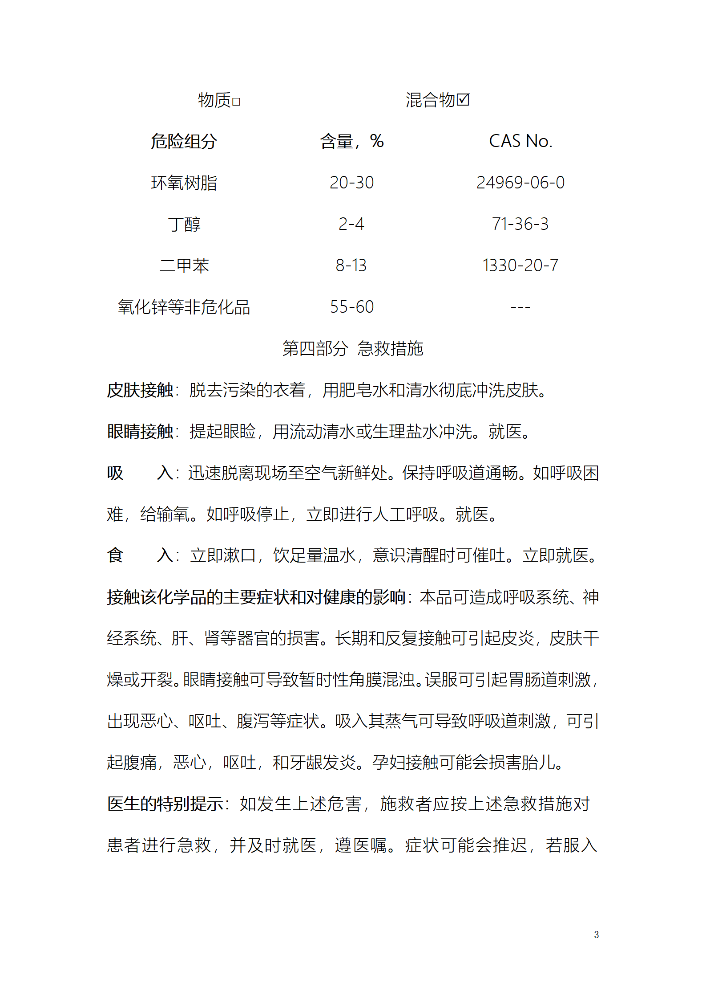 物质□ 混合物☑
危险组分 含量，% CAS No.
环氧树脂 20-30 24969-06-0
丁醇 2-4 71-36-3
二甲苯 8-13 1330-20-7
氧化锌等非危化品 55-60 ---
第四部分 急救措施
皮肤接触：脱去污染的衣着，用肥皂水和清水彻底冲洗皮肤。
眼睛接触：提起眼睑，用流动清水或生理盐水冲洗。就医。
吸 入：迅速脱离现场至空气新鲜处。保持呼吸道通畅。如呼吸困
难，给输氧。如呼吸停止，立即进行人工呼吸。就医。
食 入：立即漱口，饮足量温水，意识清醒时可催吐。立即就医。
接触该化学品的主要症状和对健康的影响：本品可造成呼吸系统、神
经系统、肝、肾等器官的损害。长期和反复接触可引起皮炎，皮肤干
燥或开裂。眼睛接触可导致暂时性角膜混浊。误服可引起胃肠道刺激，
出现恶心、呕吐、腹泻等症状。吸入其蒸气可导致呼吸道刺激，可引
起腹痛，恶心，呕吐，和牙龈发炎。孕妇接触可能会损害胎儿。
医生的特别提示：如发生上述危害，施救者应按上述急救措施对
患者进行急救，并及时就医，遵医嘱。症状可能会推迟，若服入
3